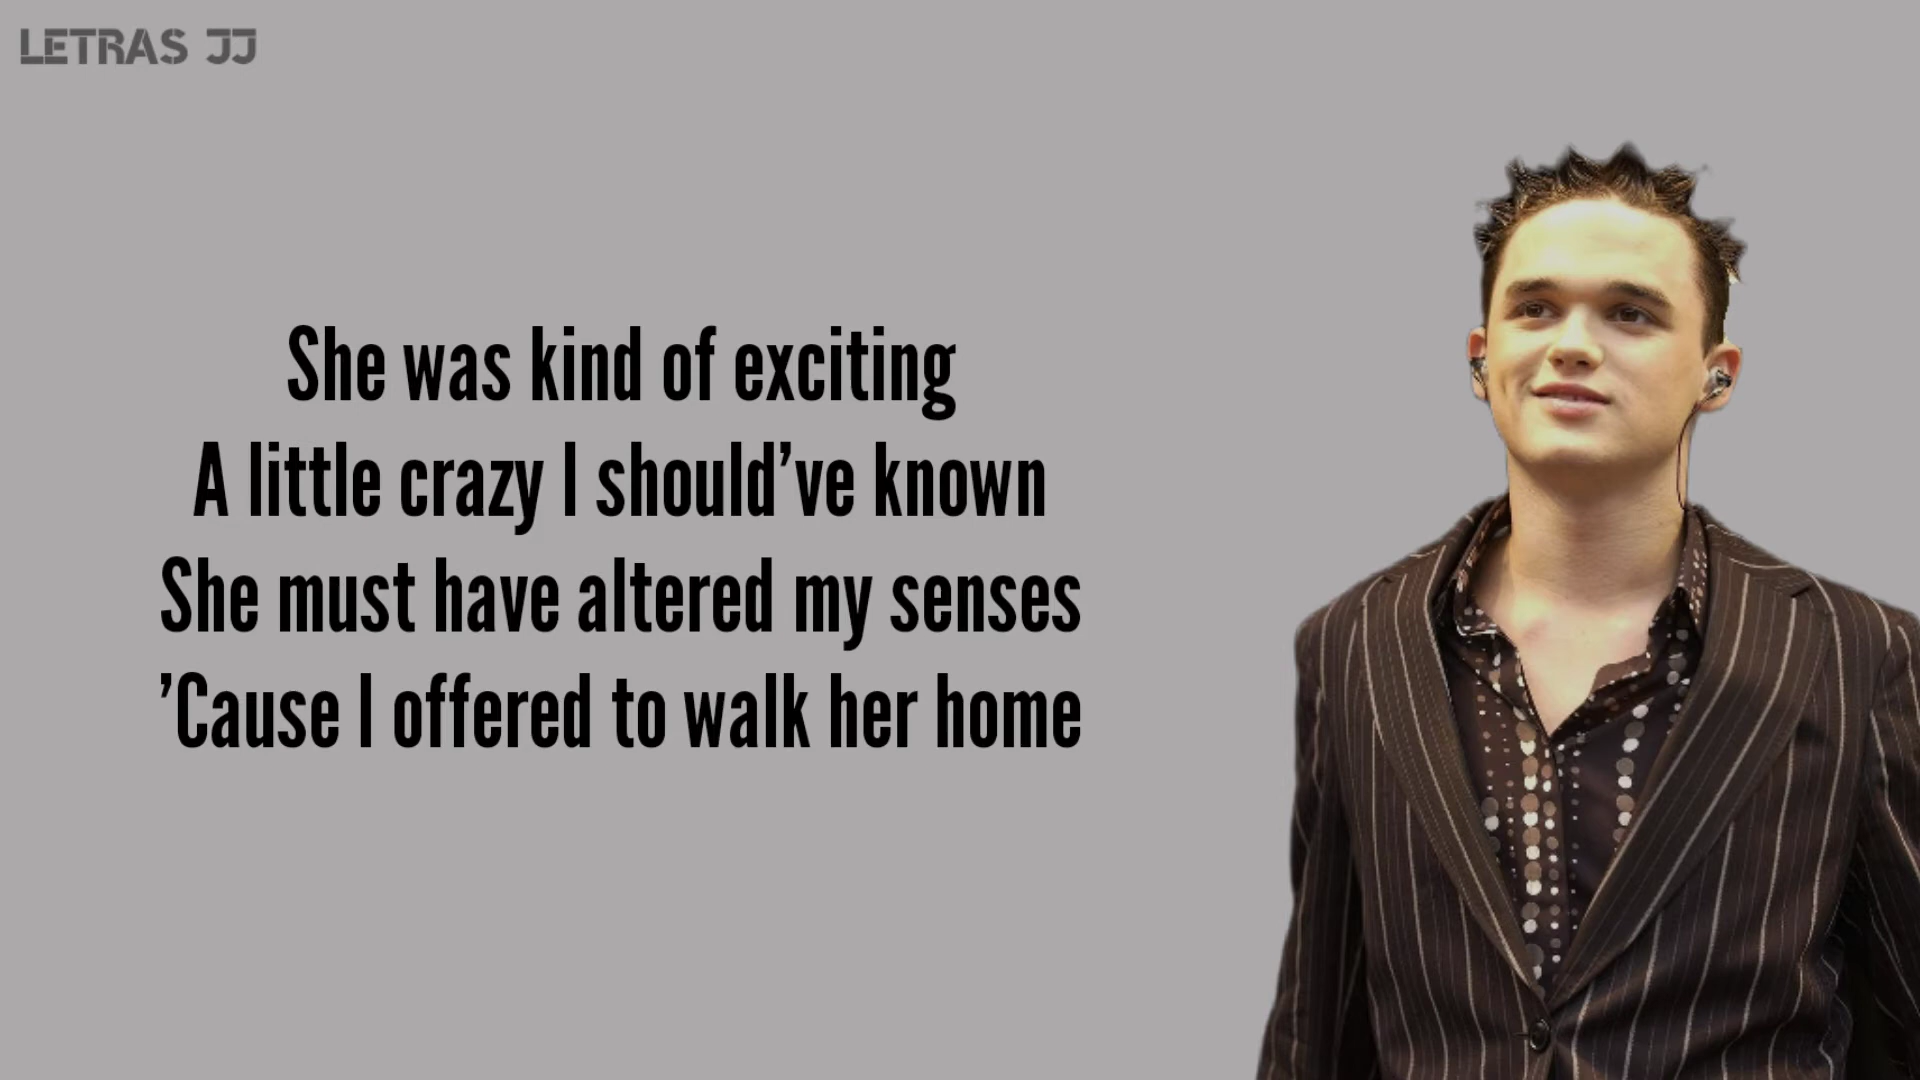 LETRAS JJ
She was kind of exciting
A little crazy I should’ve known
She must have altered my senses
’Cause I offered to walk her home